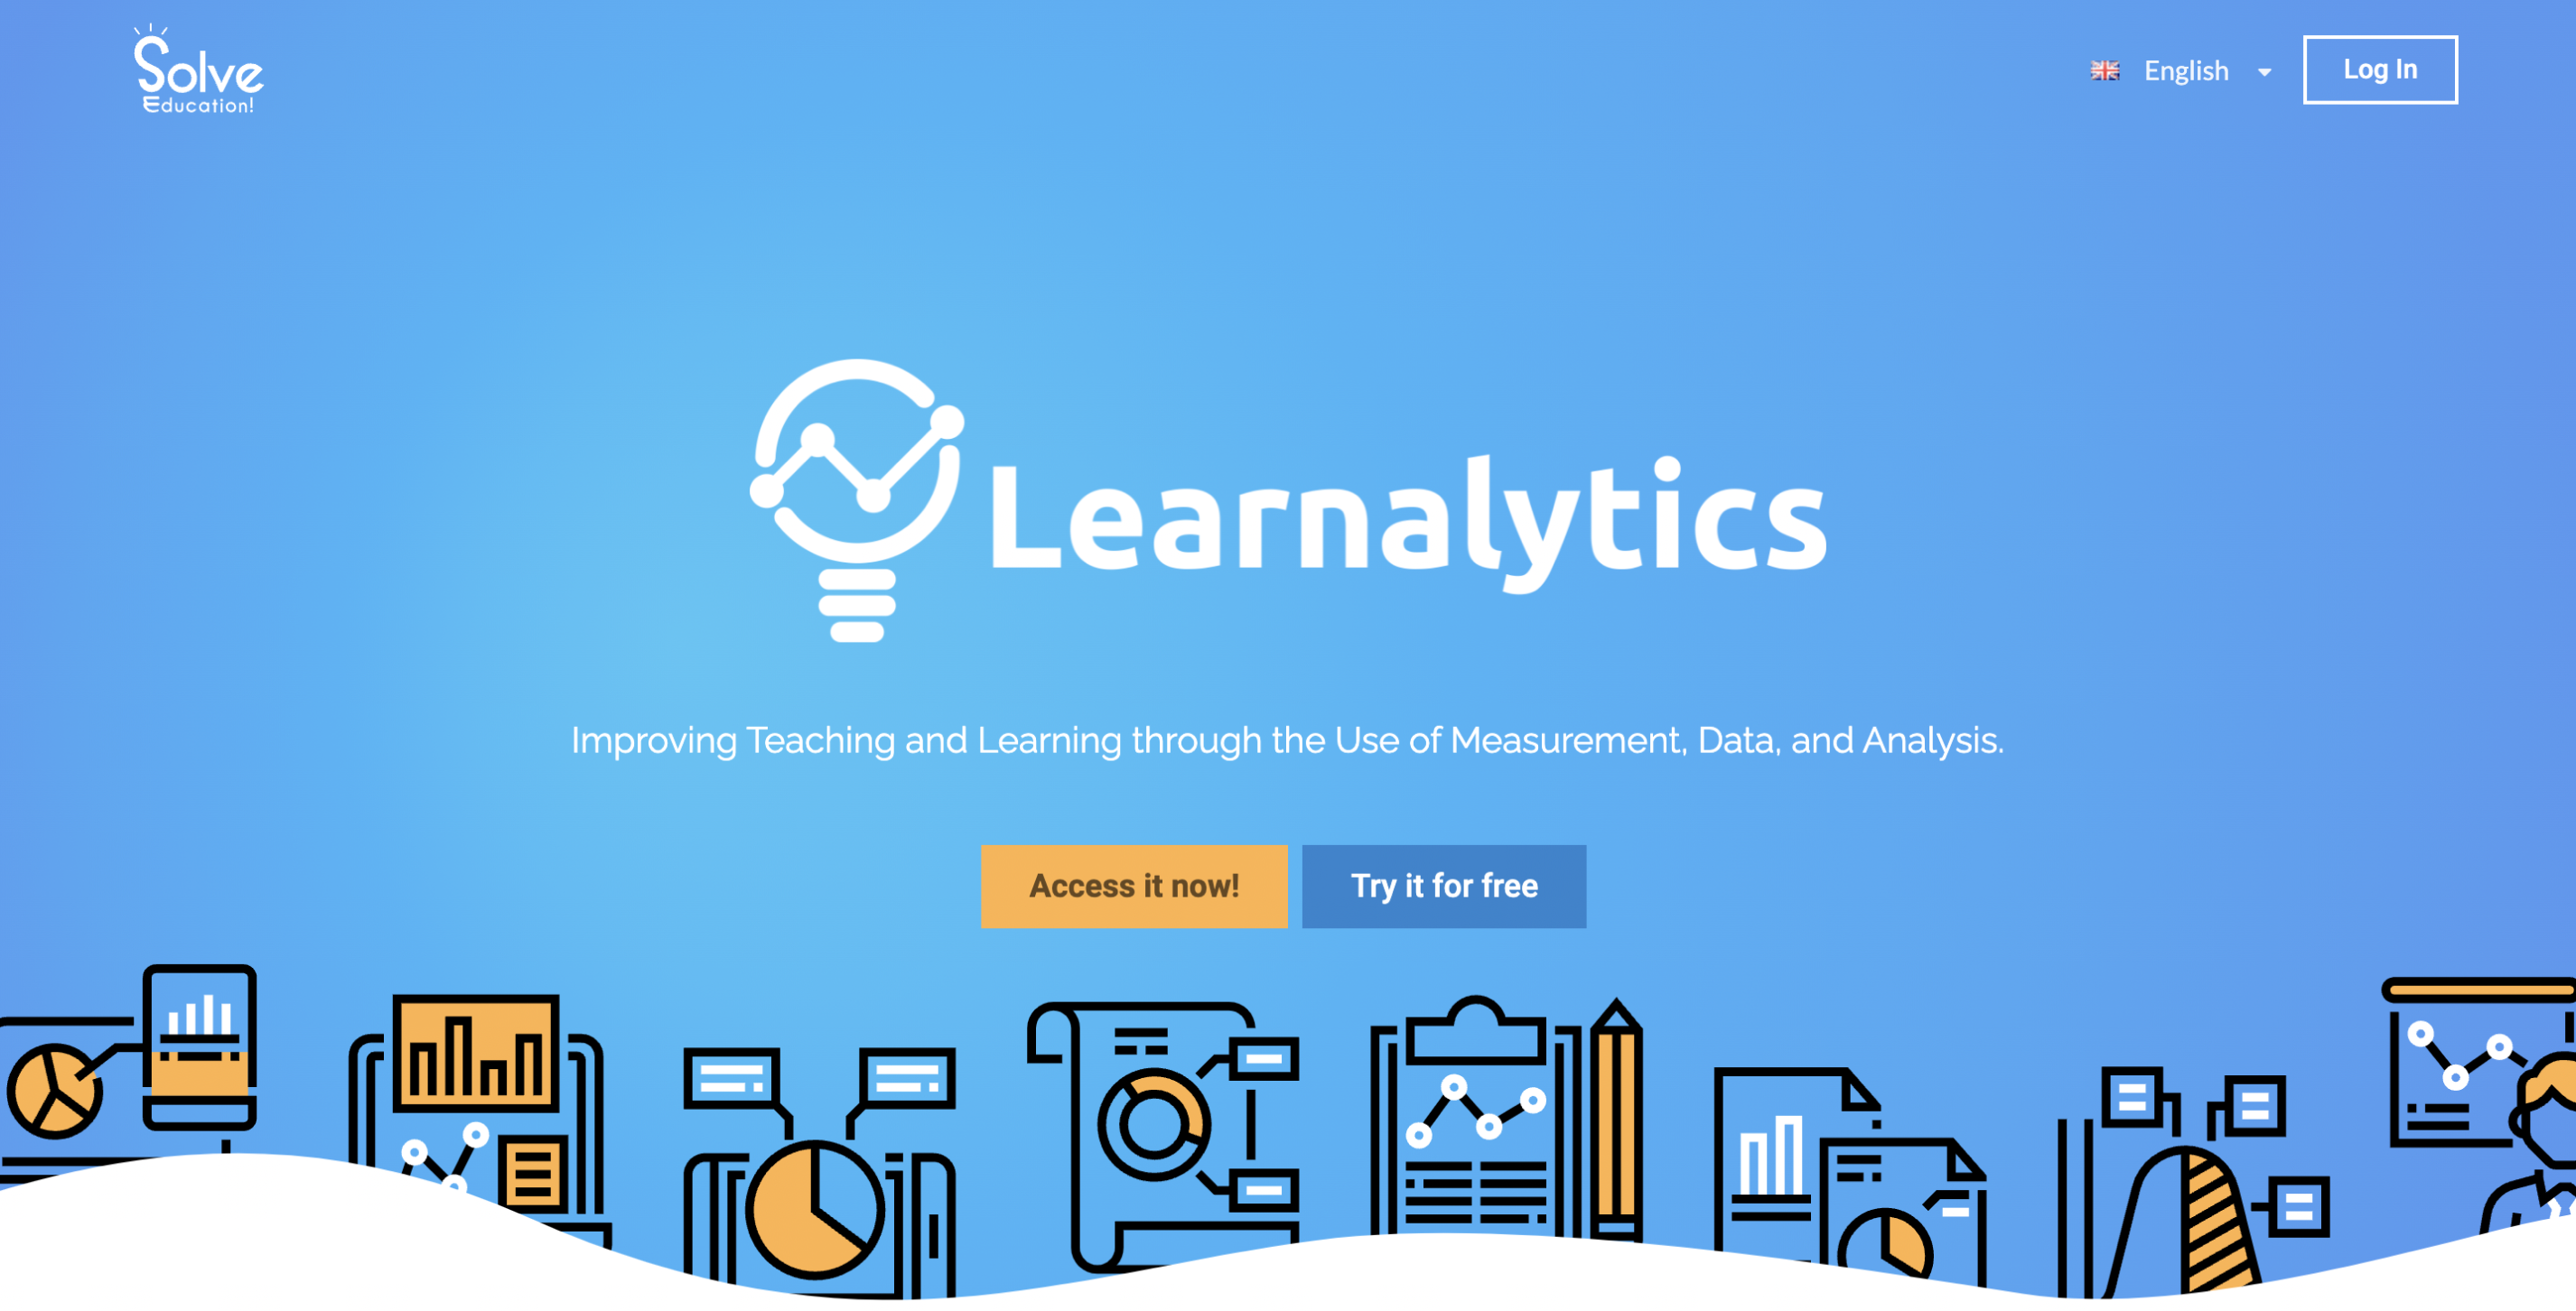 Solve
Education!
English
Log In
Learnalytics
Improving Teaching and Learning through the Use of Measurement, Data, and Analysis.
Access it now!
Try it for free